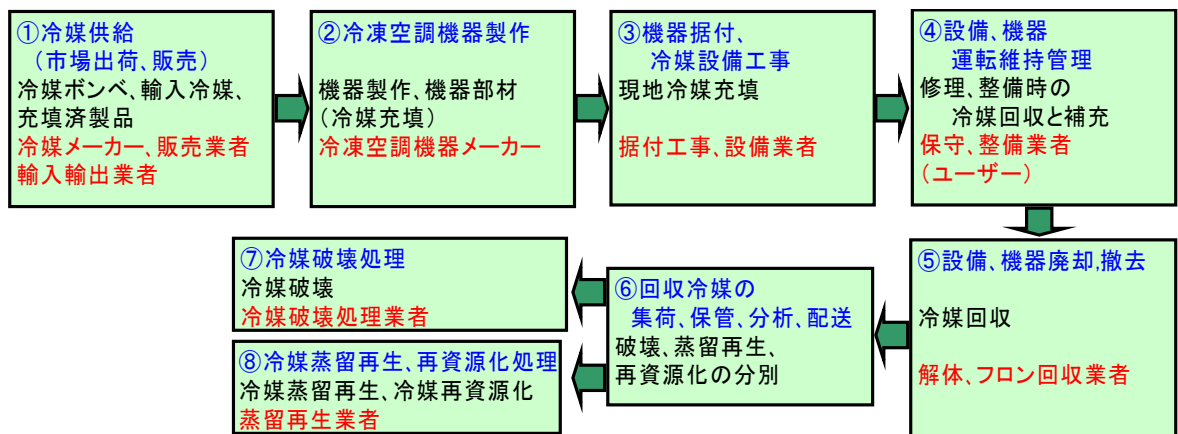 ①冷媒供給
（市場出荷、販売）
冷媒ボンベ、輸入冷媒、
充填済製品
冷媒メーカー、販売業者
輸入輸出業者
②冷凍空調機器製作
機器製作、機器部材
（冷媒充填）
冷凍空調機器メーカー
③機器据付、
冷媒設備工事
現地冷媒充填
据付工事、設備業者
④設備、機器
運転維持管理
修理、整備時の
冷媒回収と補充
保守、整備業者
（ユーザー）
⑤設備、機器廃却,撤去
冷媒回収
解体、フロン回収業者
⑥回収冷媒の
集荷、保管、分析、配送
破壊、蒸留再生、
再資源化の分別
⑦冷媒破壊処理
冷媒破壊
冷媒破壊処理業者
⑧冷媒蒸留再生、再資源化処理
冷媒蒸留再生、冷媒再資源化
蒸留再生業者